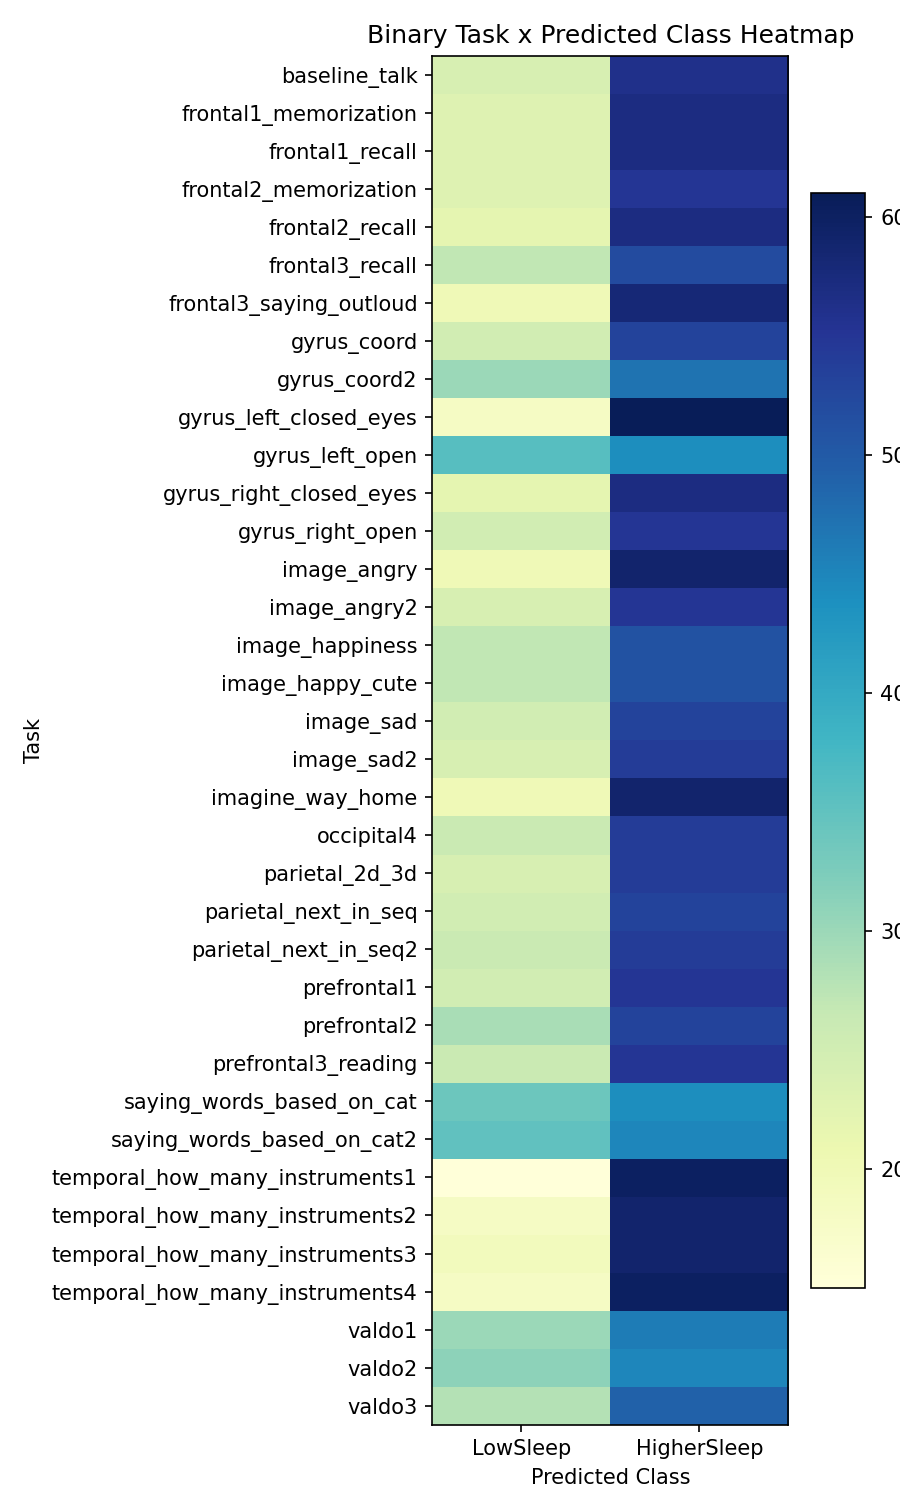 Binary Task x Predicted Class Heatmap
baseline_talk
frontal1_memorization
frontal1_recall
frontal2_memorization
frontal2_recall
frontal3_recall
frontal3_saying_outloud
gyrus_coord
gyrus_coord2
gyrus_left_closed_eyes
gyrus_left_open
gyrus_right_closed_eyes
gyrus_right_open
image_angry
image_angry2
image_happiness
image_happy_cute
image_sad
image_sad2
imagine_way_home
occipital4
parietal_2d_3d
parietal_next_in_seq
parietal_next_in_seq2
prefrontal1
prefrontal2
prefrontal3_reading
saying_words_based_on_cat
saying_words_based_on_cat2
temporal_how_many_instruments1
temporal_how_many_instruments2
temporal_how_many_instruments3
temporal_how_many_instruments4
valdo1
valdo2
valdo3
Task
LowSleep HigherSleep
Predicted Class
60
50
40
30
20